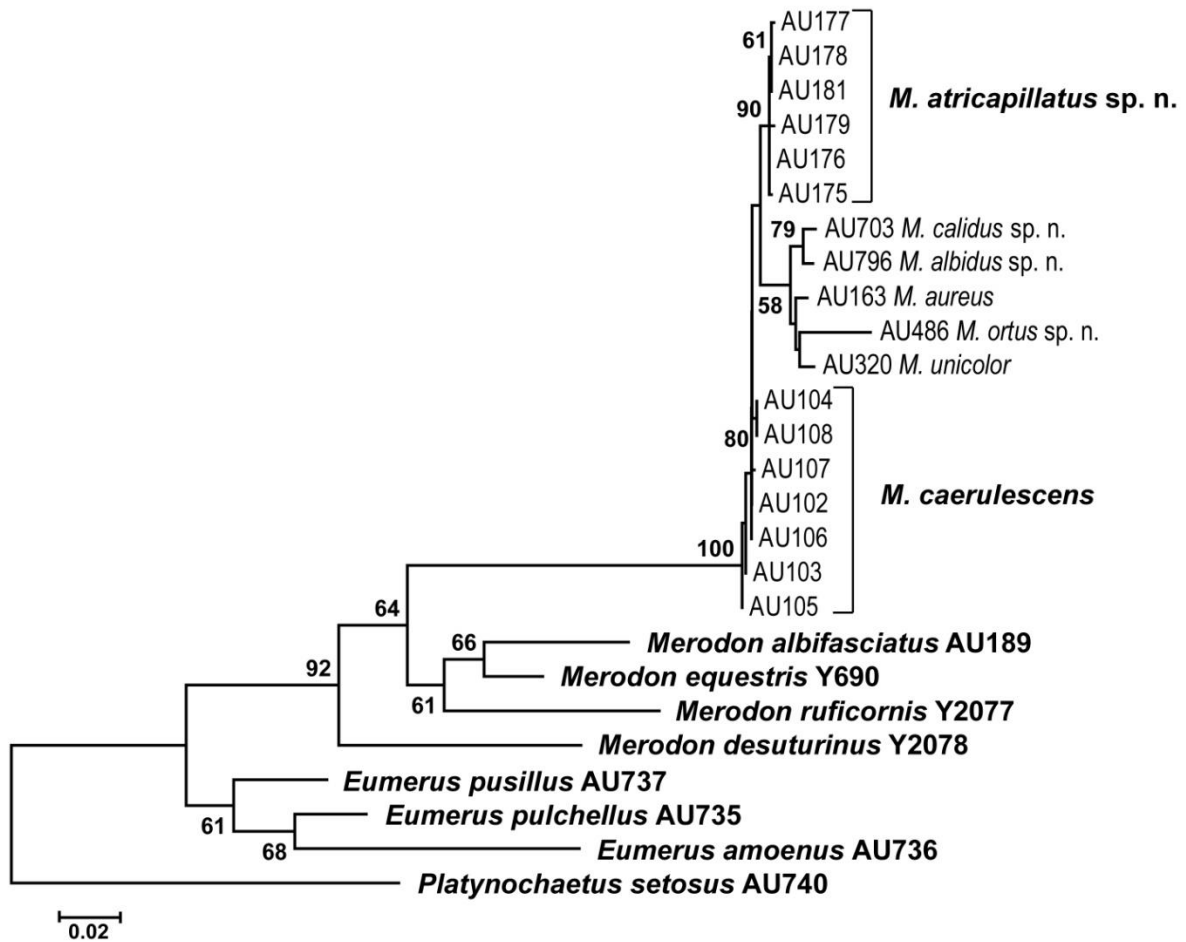 AU177
61
AU178
AU181
M. atricapillatus sp. n.
90
AU179
AU176
AU175
79
AU703 M. calidus sp. n.
AU796 M. albidus sp. n.
58
AU163 M. aureus
AU486 M. ortus sp. n.
AU320 M. unicolor
AU104
80
AU108
AU107
M. caerulescens
AU102
AU106
100
AU103
AU105
64
66
Merodon albifasciatus AU189
92
Merodon equestris Y690
61
Merodon ruficornis Y2077
Merodon desuturinus Y2078
Eumerus pusillus AU737
61
Eumerus pulchellus AU735
68
Eumerus amoenus AU736
Platynochaetus setosus AU740
0.02